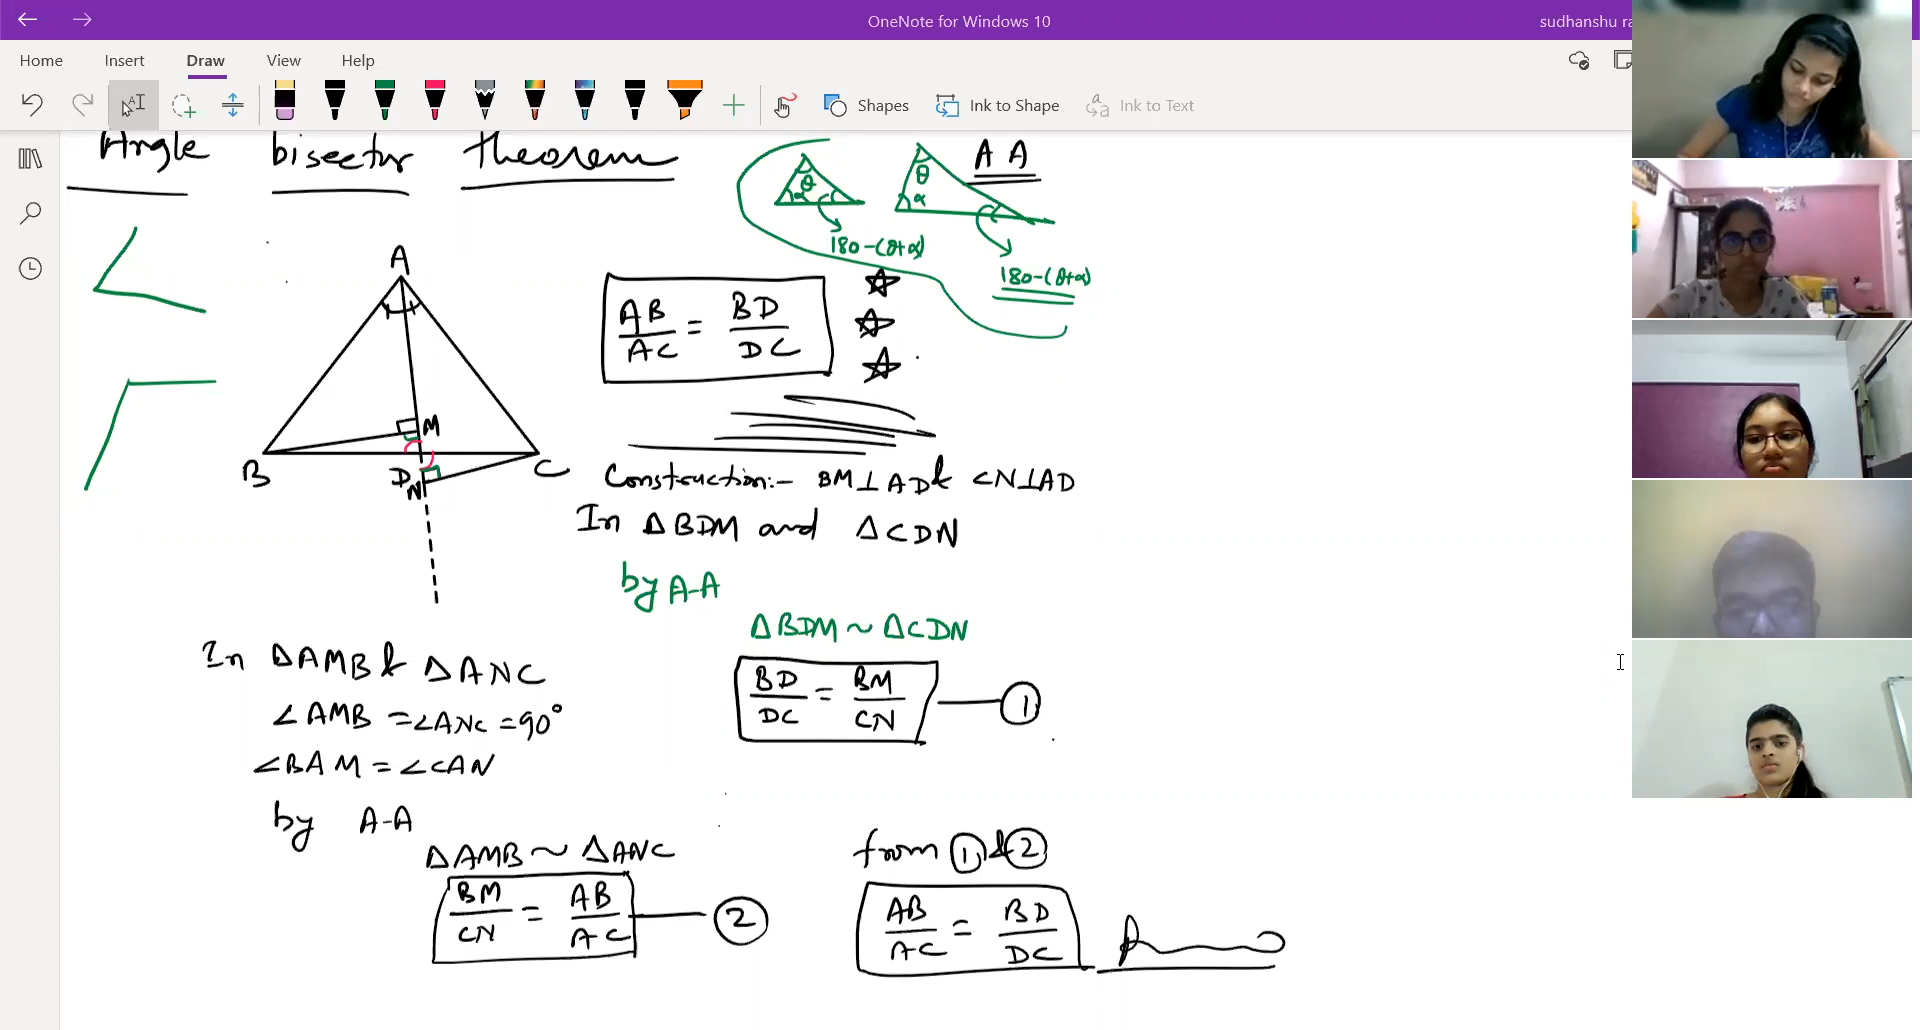 OneNote for Windows 10
sudhanshu ra
Home Insert Draw View Help
Shapes Ink to Shape Ink to Text
Angle bisector theorem
A A
θ α
180-(θ+α)
θ α
180-(θ+α)
A
B M D N C
AB/AC = BD/DC
Construction:- BM⊥AD & CN⊥AD
In ΔBDM and ΔCDN
by A-A
ΔBDM ~ ΔCDN
BD/DC = BM/CN — ①
In ΔAMB & ΔANC
∠AMB = ∠ANC = 90°
∠BAM = ∠CAN
by A-A
ΔAMB ~ ΔANC
BM/CN = AB/AC — ②
from ① & ②
AB/AC = BD/DC